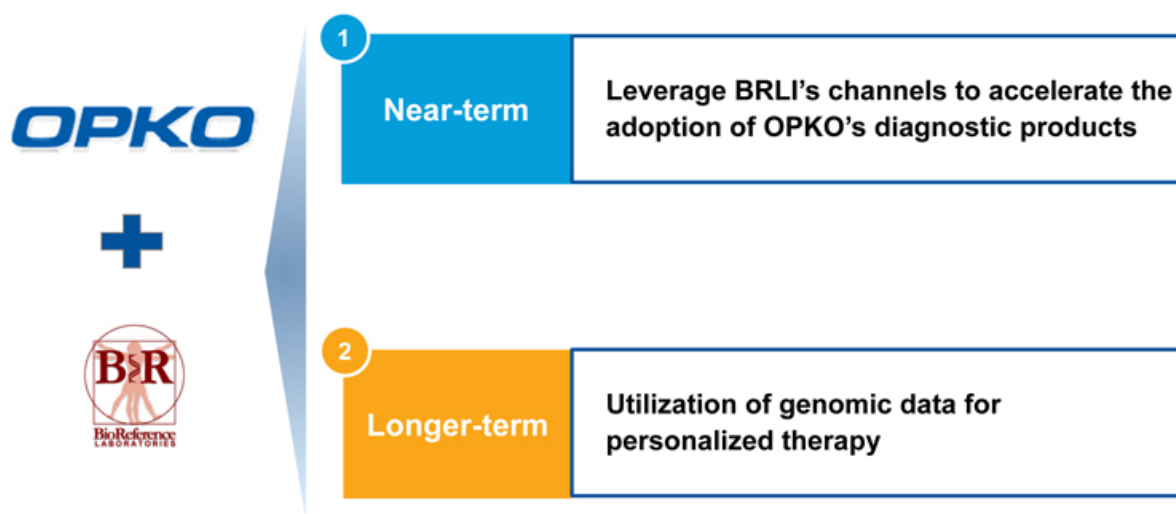 OPKO
BR
BioReference
LABORATORIES
1
Near-term
Leverage BRLI’s channels to accelerate the
adoption of OPKO’s diagnostic products
2
Longer-term
Utilization of genomic data for
personalized therapy